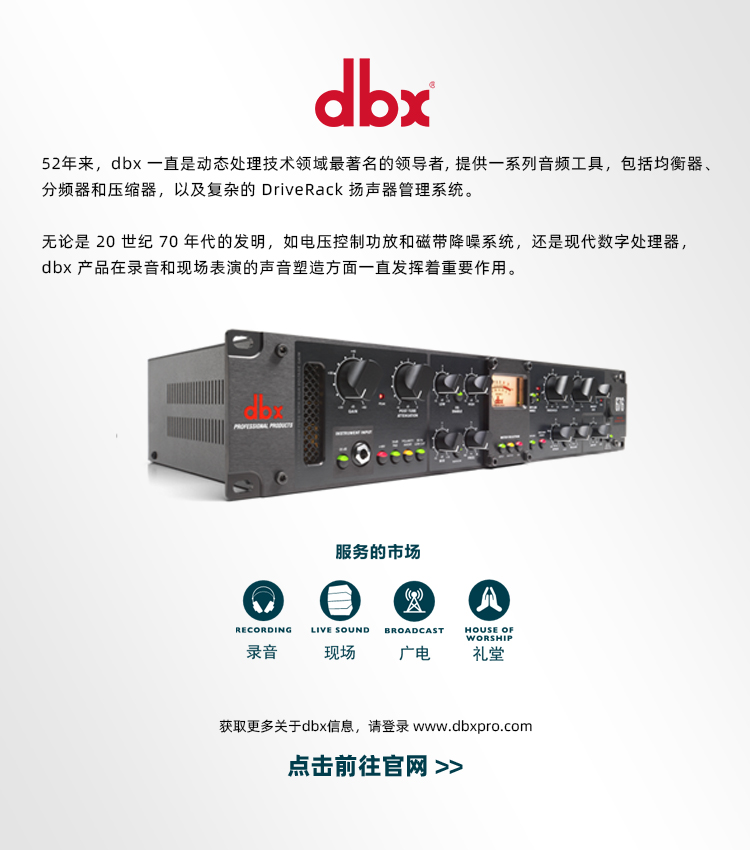 dbx®
52年来，dbx 一直是动态处理技术领域最著名的领导者, 提供一系列音频工具，包括均衡器、
分频器和压缩器，以及复杂的 DriveRack 扬声器管理系统。
无论是 20 世纪 70 年代的发明，如电压控制功放和磁带降噪系统，还是现代数字处理器，
dbx 产品在录音和现场表演的声音塑造方面一直发挥着重要作用。
dbx
PROFESSIONAL PRODUCTS
INSTRUMENT INPUT
676
服务的市场
RECORDING LIVE SOUND BROADCAST HOUSE OF WORSHIP
录音 现场 广电 礼堂
获取更多关于dbx信息，请登录 www.dbxpro.com
点击前往官网 >>